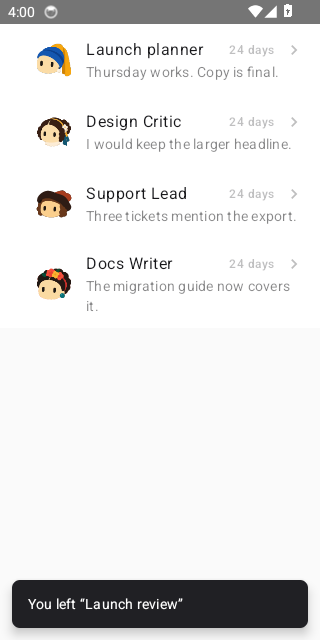 4:00
Launch planner 24 days
Thursday works. Copy is final.
Design Critic 24 days
I would keep the larger headline.
Support Lead 24 days
Three tickets mention the export.
Docs Writer 24 days
The migration guide now covers
it.
You left “Launch review”